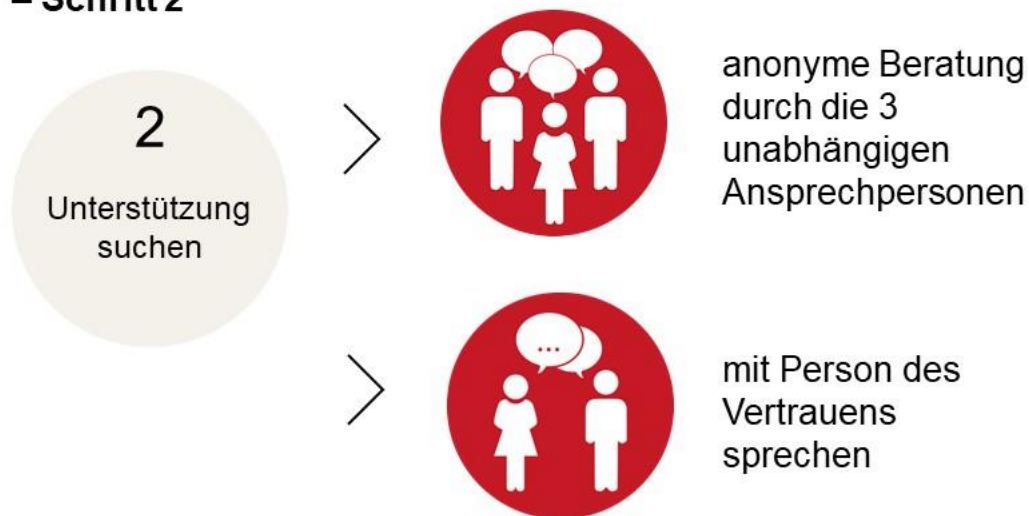 – Schritt 2
2
Unterstützung
suchen
anonyme Beratung
durch die 3
unabhängigen
Ansprechpersonen
...
mit Person des
Vertrauens
sprechen